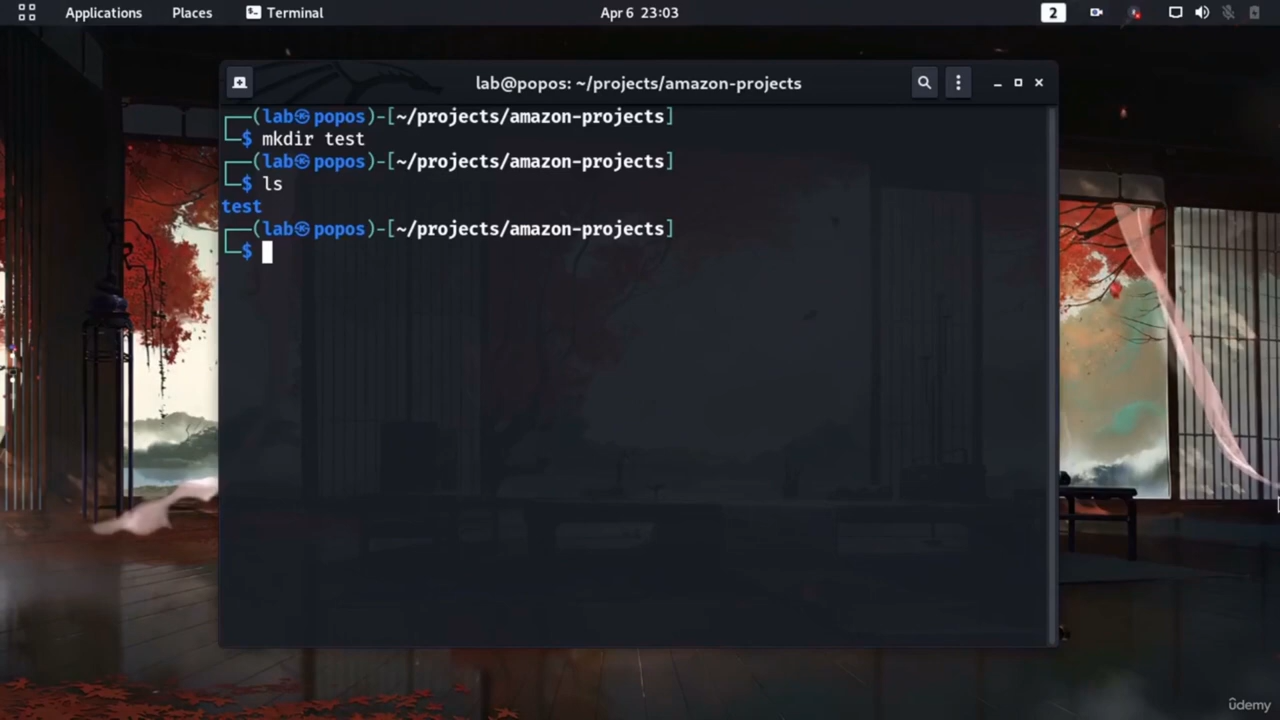 Applications Places Terminal Apr 6 23:03 2
lab@popos: ~/projects/amazon-projects
┌──(lab㉿popos)-[~/projects/amazon-projects]
└─$ mkdir test
┌──(lab㉿popos)-[~/projects/amazon-projects]
└─$ ls
test
┌──(lab㉿popos)-[~/projects/amazon-projects]
└─$
ûdemy